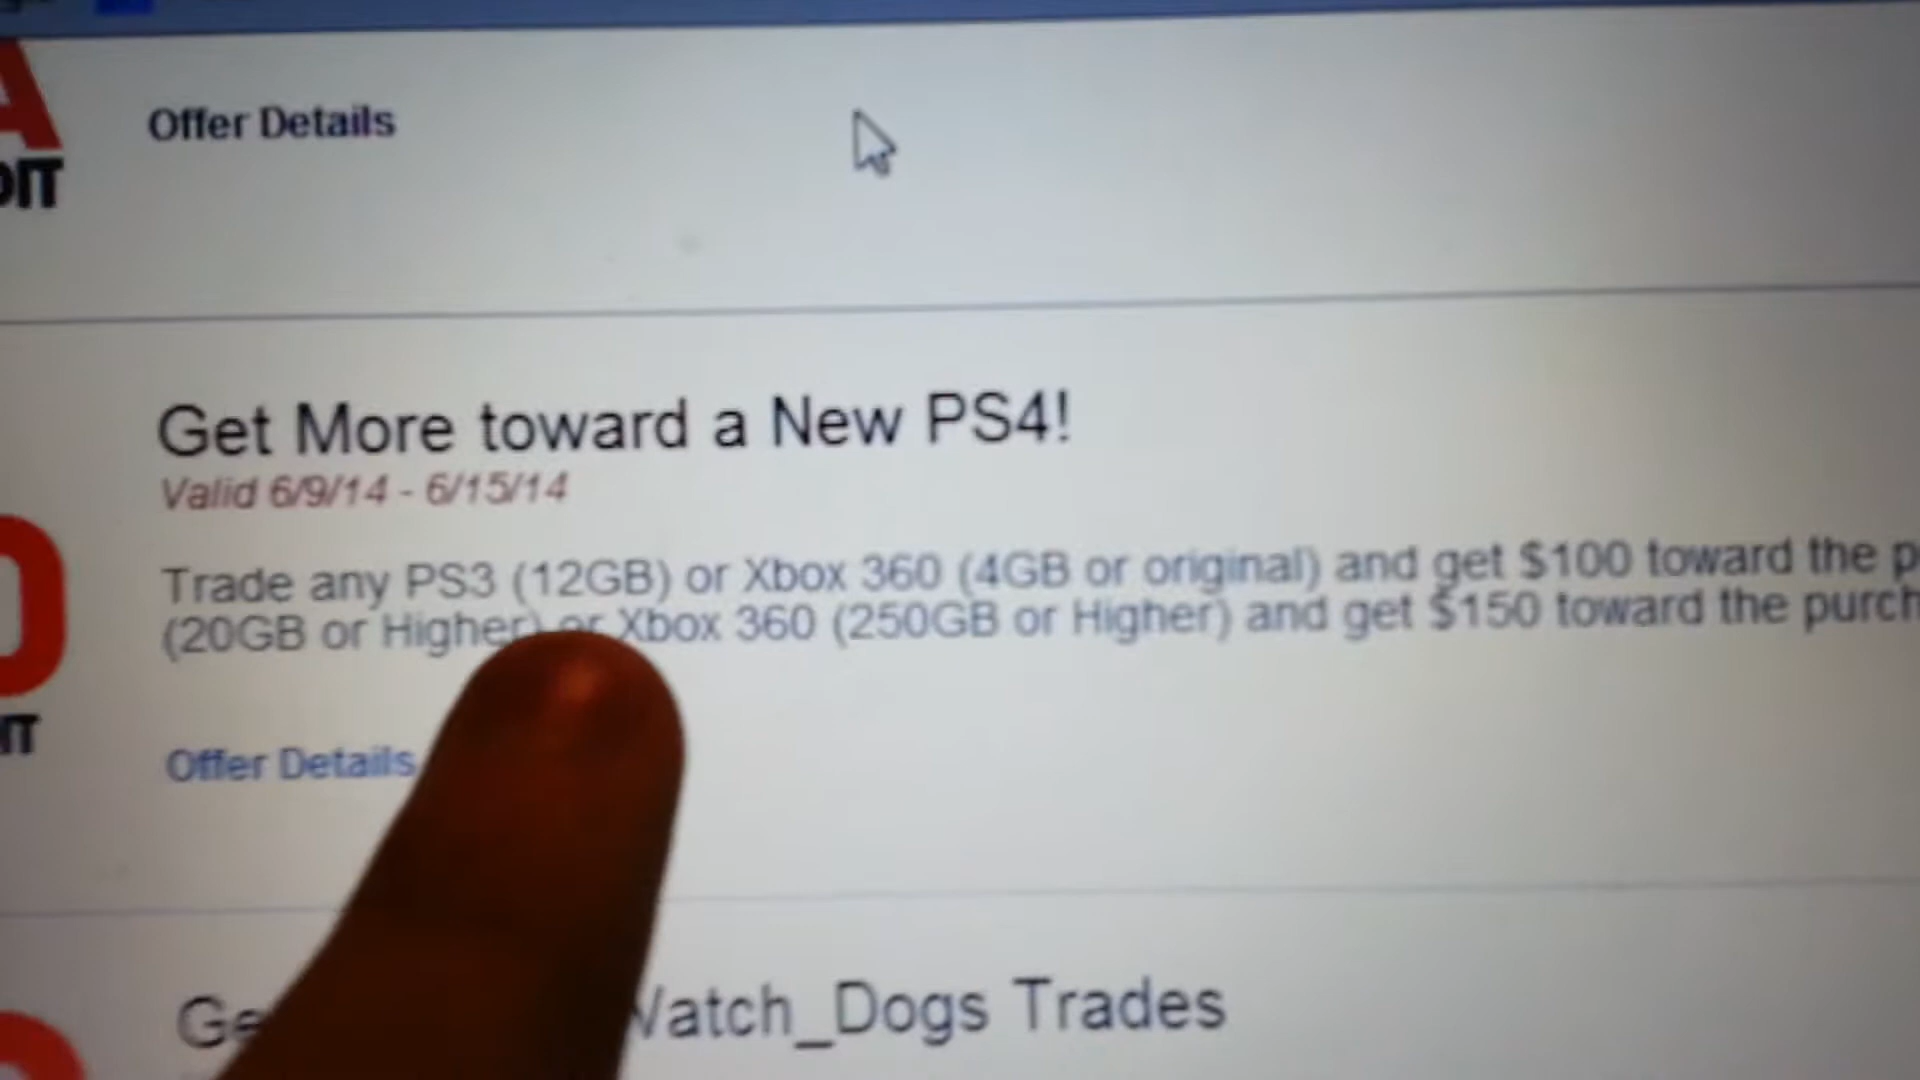 Offer Details
Get More toward a New PS4!
Valid 6/9/14 - 6/15/14
Trade any PS3 (12GB) or Xbox 360 (4GB or original) and get $100 toward the
(20GB or Higher) or Xbox 360 (250GB or Higher) and get $150 toward the
Offer Details
Watch_Dogs Trades